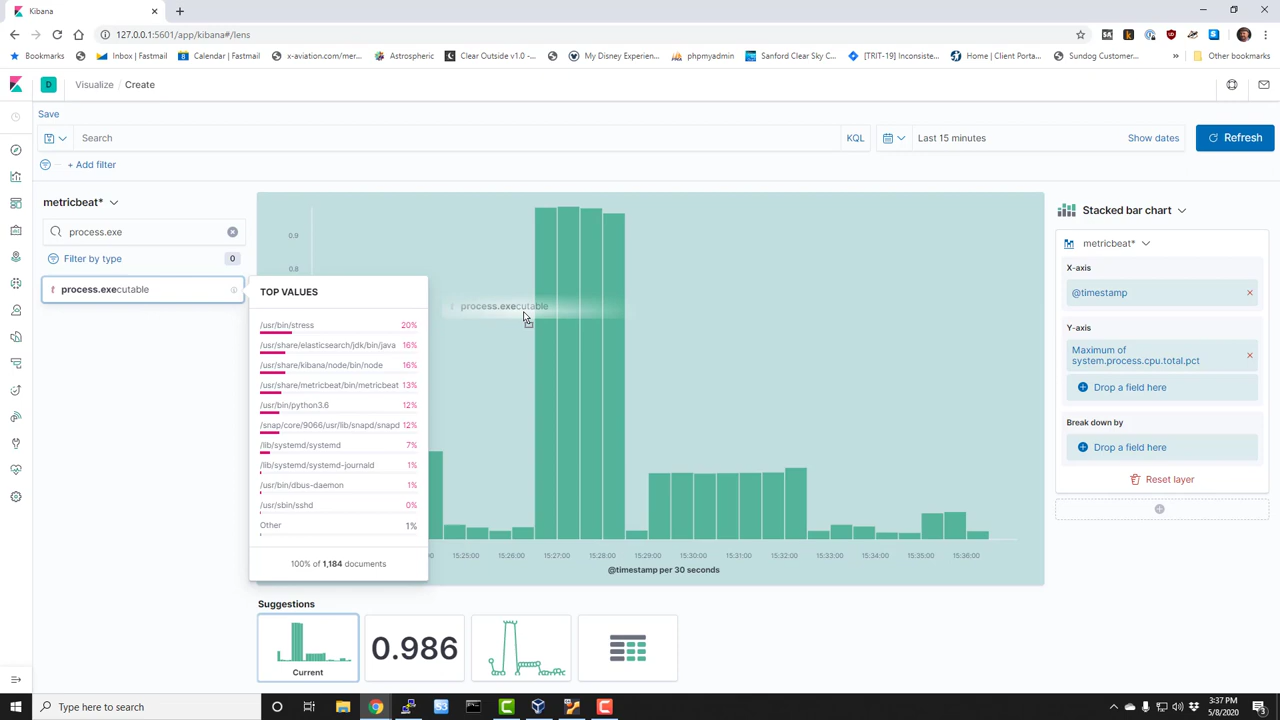 Kibana
127.0.0.1:5601/app/kibana#/lens
Bookmarks
Inbox | Fastmail
Calendar | Fastmail
x-aviation.com/mer...
Astrospheric
Clear Outside v1.0 -...
My Disney Experien...
phpmyadmin
Sanford Clear Sky C...
[TRIT-19] Inconsiste...
Home | Client Porta...
Sundog Customer...
»
Other bookmarks
D
Visualize / Create
Save
Search
KQL
Last 15 minutes
Show dates
Refresh
+ Add filter
metricbeat*
process.exe
Filter by type
0
t process.executable
TOP VALUES
/usr/bin/stress 20%
/usr/share/elasticsearch/jdk/bin/java 16%
/usr/share/kibana/node/bin/node 16%
/usr/share/metricbeat/bin/metricbeat 13%
/usr/bin/python3.6 12%
/snap/core/9066/usr/lib/snapd/snapd 12%
/lib/systemd/systemd 7%
/lib/systemd/systemd-journald 1%
/usr/bin/dbus-daemon 1%
/usr/sbin/sshd 0%
Other 1%
100% of 1,184 documents
0.9
0.8
t process.executable
15:25:00 15:26:00 15:27:00 15:28:00 15:29:00 15:30:00 15:31:00 15:32:00 15:33:00 15:34:00 15:35:00 15:36:00
@timestamp per 30 seconds
Suggestions
Current
0.986
Stacked bar chart
metricbeat*
X-axis
@timestamp
Y-axis
Maximum of
system.process.cpu.total.pct
Drop a field here
Break down by
Drop a field here
Reset layer
Type here to search
3:37 PM
5/8/2020